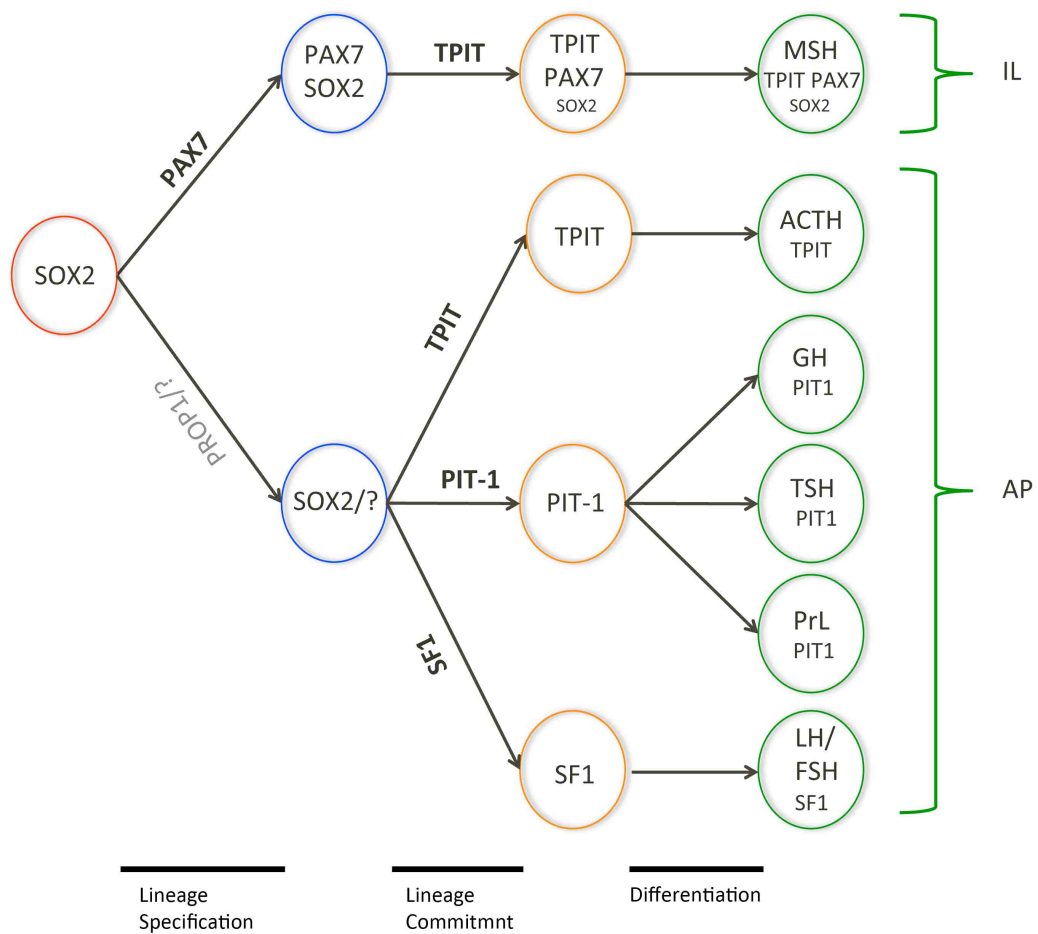 PAX7
SOX2
TPIT
TPIT
PAX7
SOX2
MSH
TPIT PAX7
SOX2
IL
PAX7
SOX2
PROP1/?
TPIT
TPIT
ACTH
TPIT
GH
PIT1
SOX2/?
PIT-1
PIT-1
TSH
PIT1
AP
PrL
PIT1
SF1
SF1
LH/
FSH
SF1
Lineage
Specification
Lineage
Commitmnt
Differentiation